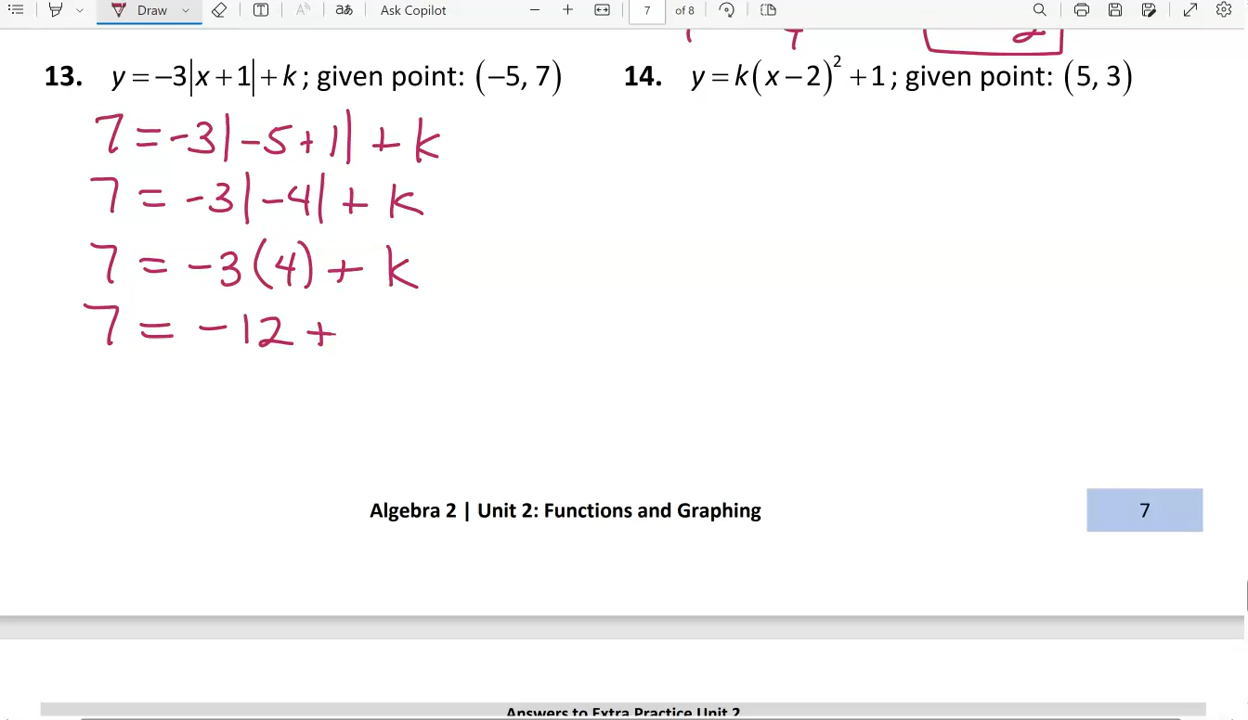 Draw aあ Ask Copilot 7 of 8
13. y = −3|x + 1| + k ; given point: (−5, 7)
7 = -3|-5+1| + k
7 = -3|-4| + k
7 = -3(4) + k
7 = -12 +
14. y = k(x − 2)² + 1 ; given point: (5, 3)
Algebra 2 | Unit 2: Functions and Graphing 7
Answers to Extra Practice Unit 2